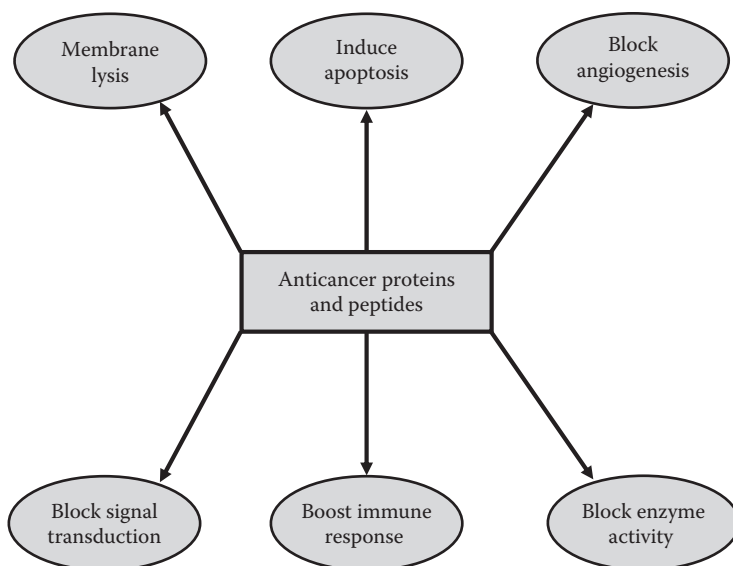 Membrane
lysis
Induce
apoptosis
Block
angiogenesis
Anticancer proteins
and peptides
Block signal
transduction
Boost immune
response
Block enzyme
activity